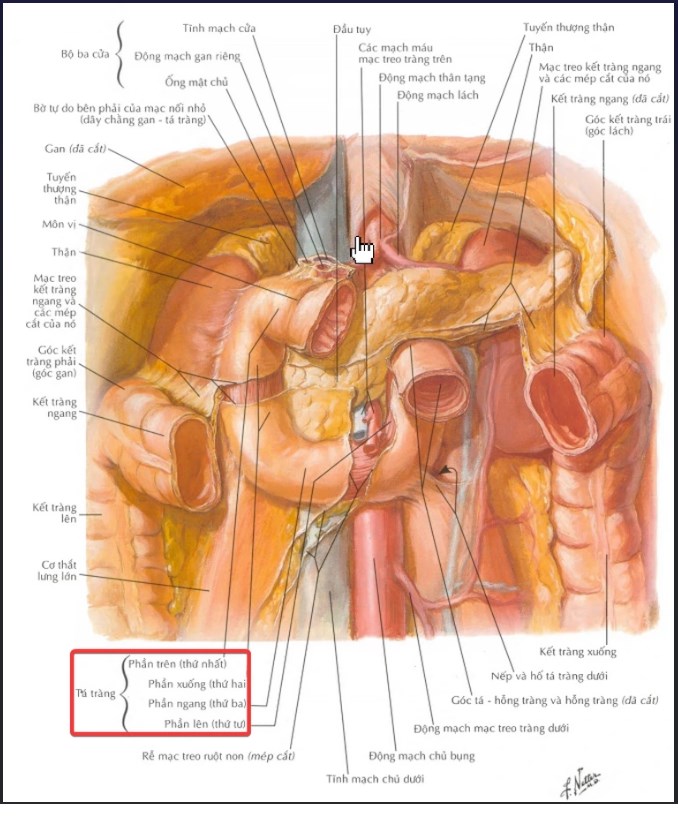 Tĩnh mạch cửa
Bộ ba cửa
Động mạch gan riêng
Ống mật chủ
Bờ tự do bên phải của mạc nối nhỏ
(dây chằng gan - tá tràng)
Gan (đã cắt)
Tuyến
thượng
thận
Môn vị
Thận
Mạc treo
kết tràng
ngang và
các mép
cắt của nó
Góc kết
tràng phải
(góc gan)
Kết tràng
ngang
Kết tràng
lên
Cơ thắt
lưng lớn
Đầu tuỵ
Các mạch máu
mạc treo tràng trên
Động mạch thân tạng
Động mạch lách
Tuyến thượng thận
Thận
Mạc treo kết tràng ngang
và các mép cắt của nó
Kết tràng ngang (đã cắt)
Góc kết tràng trái
(góc lách)
Tá tràng
Phần trên (thứ nhất)
Phần xuống (thứ hai
Phần ngang (thứ ba)
Phần lên (thứ tư)
Rễ mạc treo ruột non (mép cắt)
Tĩnh mạch chủ dưới
Động mạch chủ bụng
Động mạch mạc treo tràng dưới
Góc tá - hỗng tràng và hỗng tràng (đã cắt)
Nếp và hố tá tràng dưới
Kết tràng xuống
F. Netter